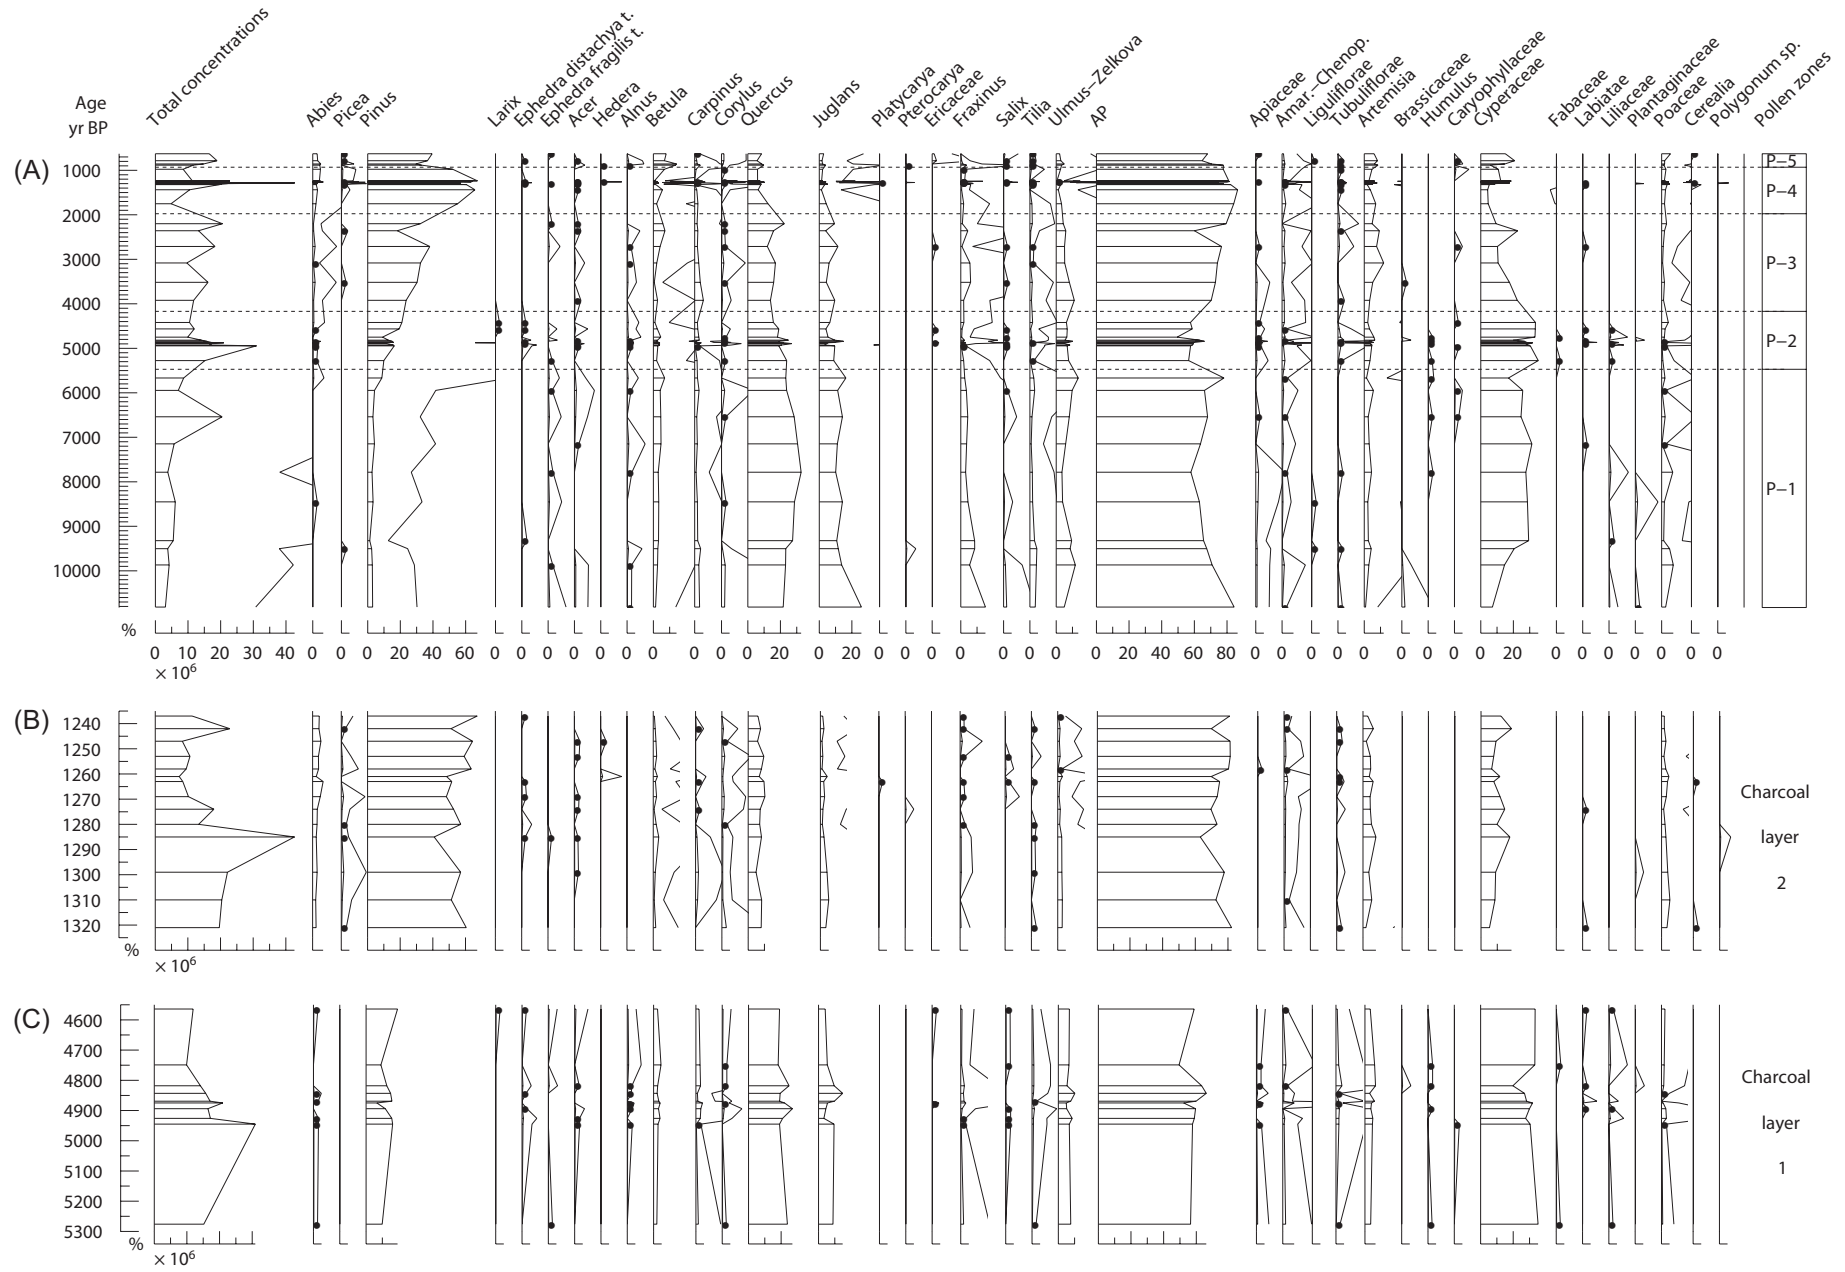 Age
yr BP
Total concentrations
Abies
Picea
Pinus
Larix
Ephedra distachya t.
Ephedra fragilis t.
Acer
Hedera
Alnus
Betula
Carpinus
Corylus
Quercus
Juglans
Platycarya
Pterocarya
Ericaceae
Fraxinus
Salix
Tilia
Ulmus–Zelkova
AP
Apiaceae
Amar.–Chenop.
Liguliflorae
Tubuliflorae
Artemisia
Brassicaceae
Humulus
Caryophyllaceae
Cyperaceae
Fabaceae
Labiatae
Liliaceae
Plantaginaceae
Poaceae
Cerealia
Polygonum sp.
Pollen zones
(A)
1000
2000
3000
4000
5000
6000
7000
8000
9000
10000
P–5
P–4
P–3
P–2
P–1
%
0 20 40 0 0 0 20 40 60 0 0 0 0 0 0 0 0 0 0 20 0 20 0 0 0 0 0 0 0 0 20 40 60 80 0 0 0 0 0 0 0 0 0 20 0 0 0 0 0 0 0
× 10⁶
(B)
1240
1250
1260
1270
1280
1290
1300
1310
1320
%
× 10⁶
Charcoal
layer
2
(C)
4600
4700
4800
4900
5000
5100
5200
5300
%
× 10⁶
Charcoal
layer
1